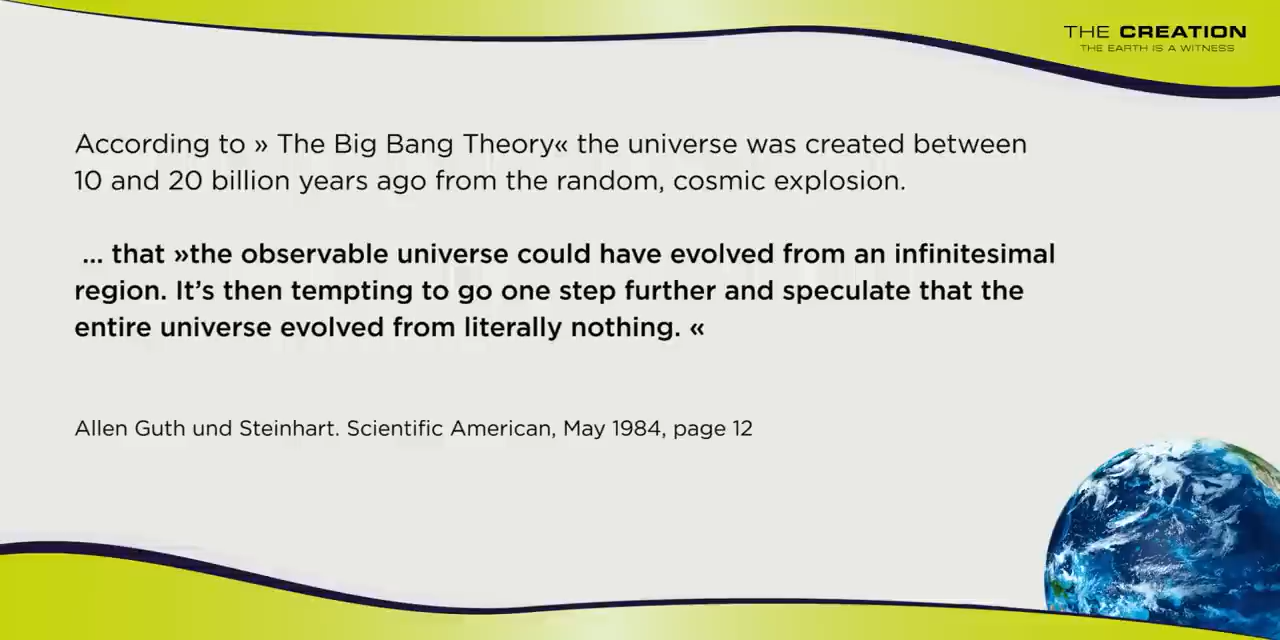 THE CREATION
THE EARTH IS A WITNESS
According to » The Big Bang Theory« the universe was created between
10 and 20 billion years ago from the random, cosmic explosion.
... that »the observable universe could have evolved from an infinitesimal
region. It’s then tempting to go one step further and speculate that the
entire universe evolved from literally nothing. «
Allen Guth und Steinhart. Scientific American, May 1984, page 12